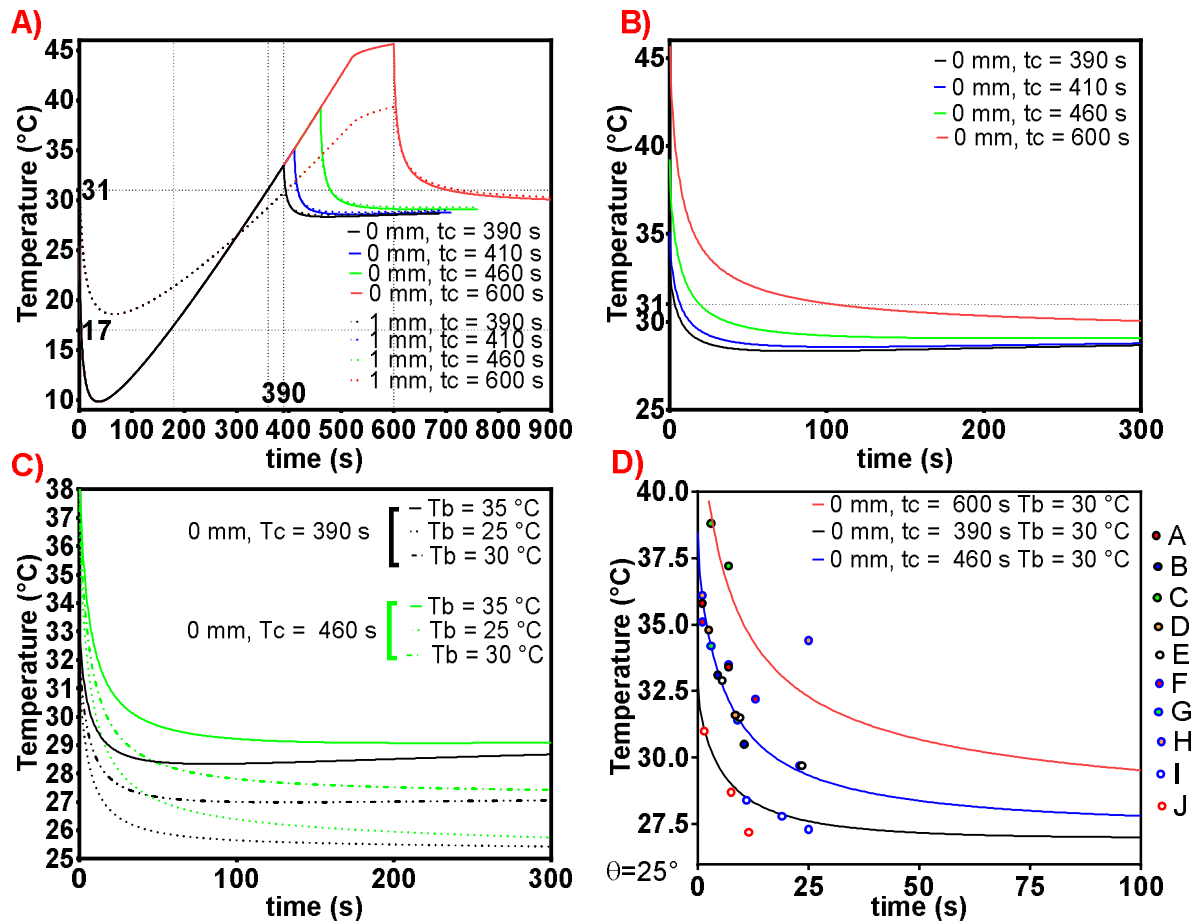 A)
Temperature (°C)
45
40
35
30
25
20
15
10
31
17
390
0 mm, tc = 390 s
0 mm, tc = 410 s
0 mm, tc = 460 s
0 mm, tc = 600 s
1 mm, tc = 390 s
1 mm, tc = 410 s
1 mm, tc = 460 s
1 mm, tc = 600 s
0 100 200 300 400 500 600 700 800 900
time (s)
B)
Temperature (°C)
45
40
35
31
30
25
0 mm, tc = 390 s
0 mm, tc = 410 s
0 mm, tc = 460 s
0 mm, tc = 600 s
0 100 200 300
time (s)
C)
Temperature (°C)
38
37
36
35
34
33
32
31
30
29
28
27
26
25
0 mm, Tc = 390 s
Tb = 35 °C
Tb = 25 °C
Tb = 30 °C
0 mm, Tc = 460 s
Tb = 35 °C
Tb = 25 °C
Tb = 30 °C
0 100 200 300
time (s)
D)
Temperature (°C)
40.0
37.5
35.0
32.5
30.0
27.5
θ=25°
0 mm, tc = 600 s Tb = 30 °C
0 mm, tc = 390 s Tb = 30 °C
0 mm, tc = 460 s Tb = 30 °C
0 25 50 75 100
time (s)
A
B
C
D
E
F
G
H
I
J